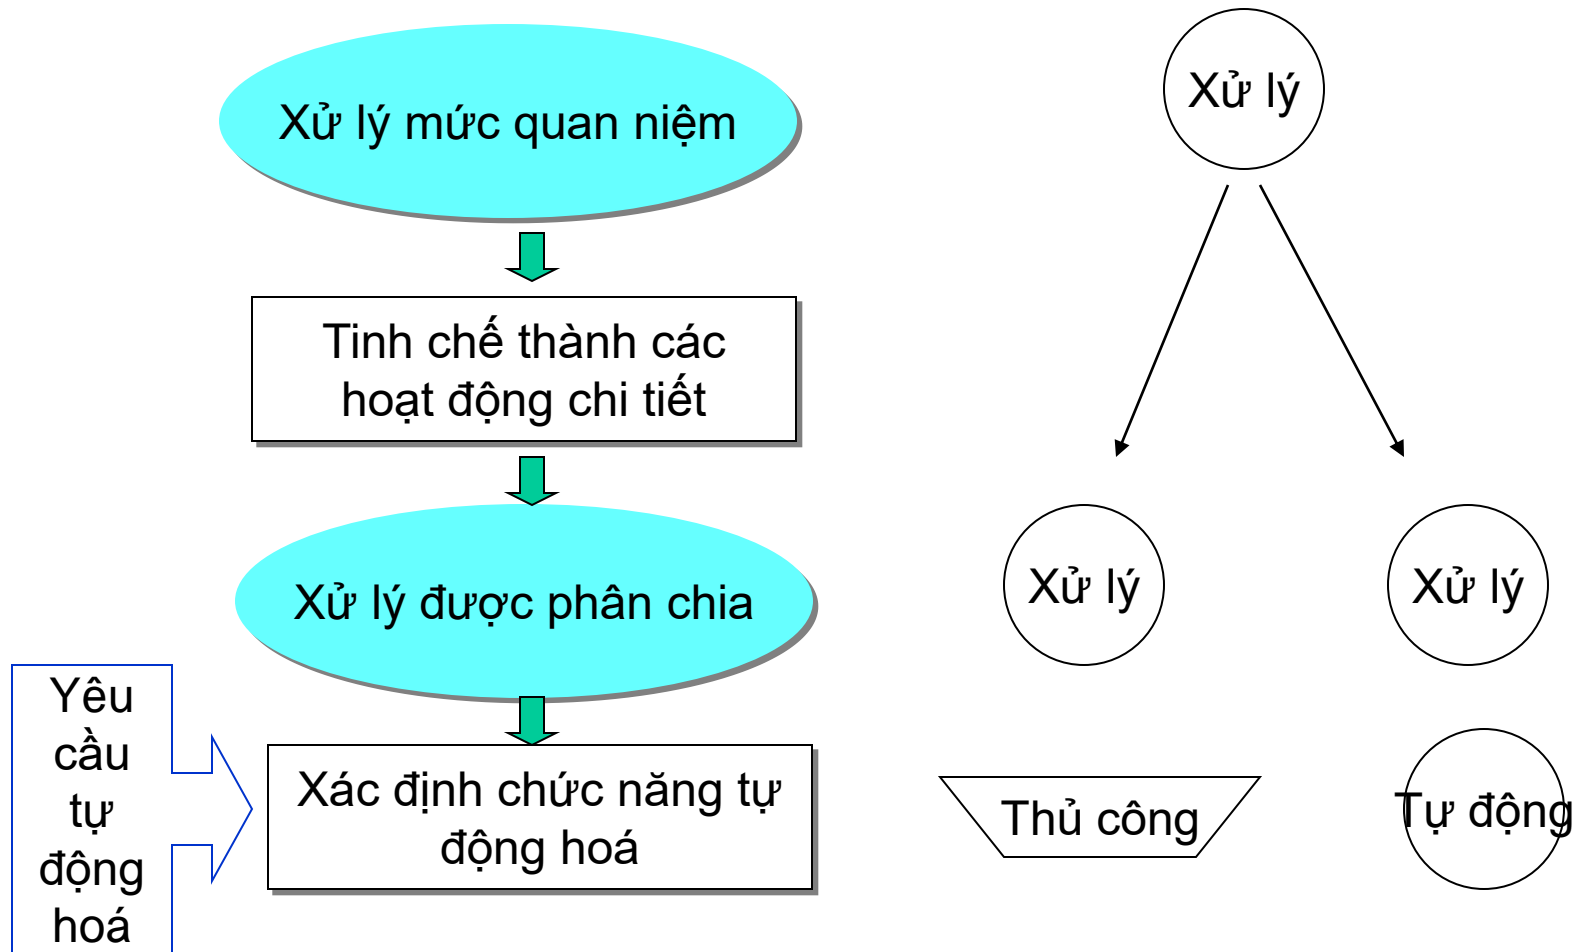 Xử lý mức quan niệm
Xử lý
Tinh chế thành các
hoạt động chi tiết
Xử lý được phân chia
Xử lý
Xử lý
Yêu
cầu
tự
động
hoá
Xác định chức năng tự
động hoá
Thủ công
Tự động